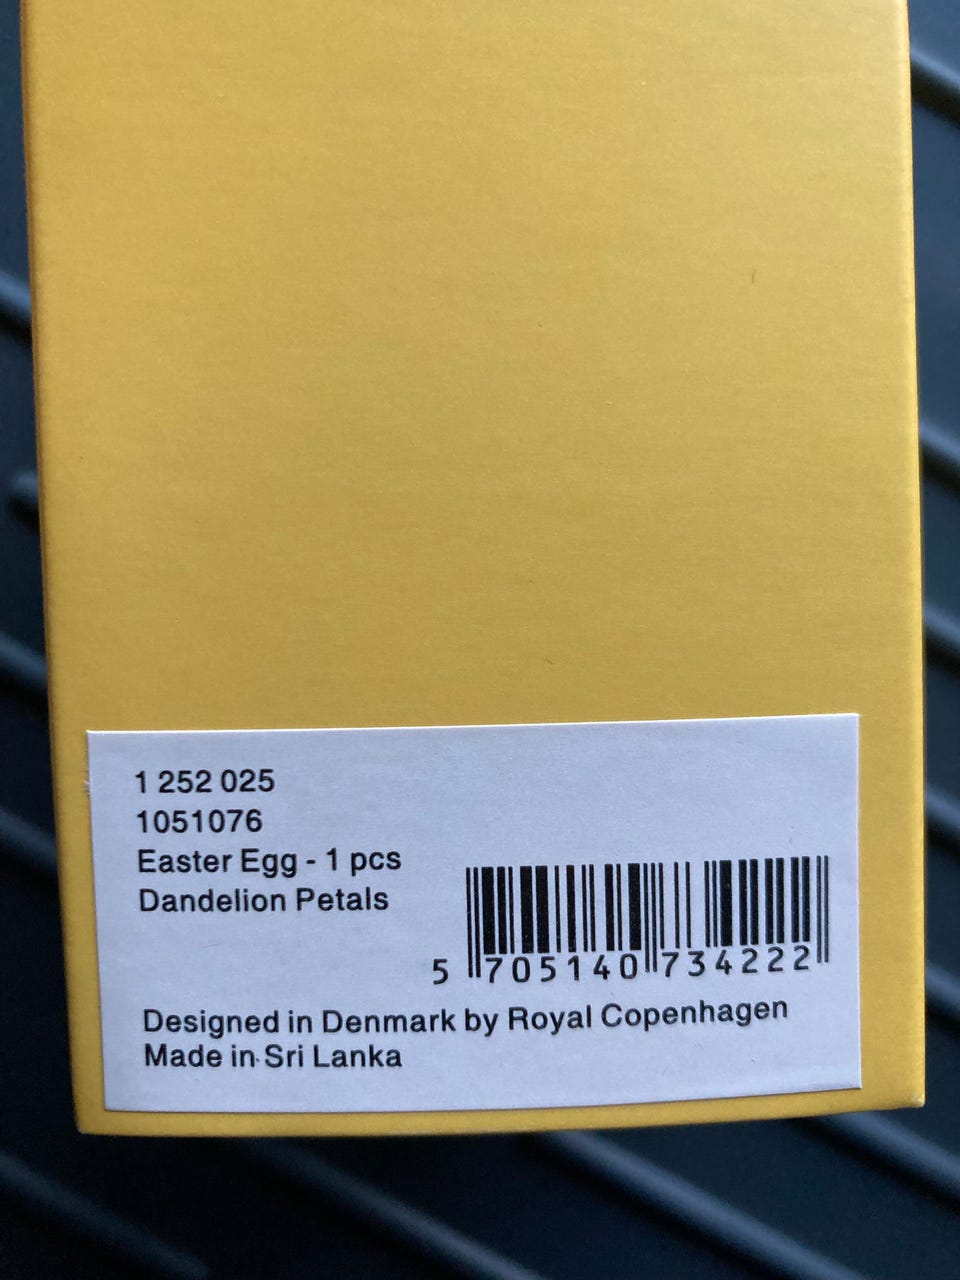 1 252 025
1051076
Easter Egg - 1 pcs
Dandelion Petals
5 705140 734222
Designed in Denmark by Royal Copenhagen
Made in Sri Lanka